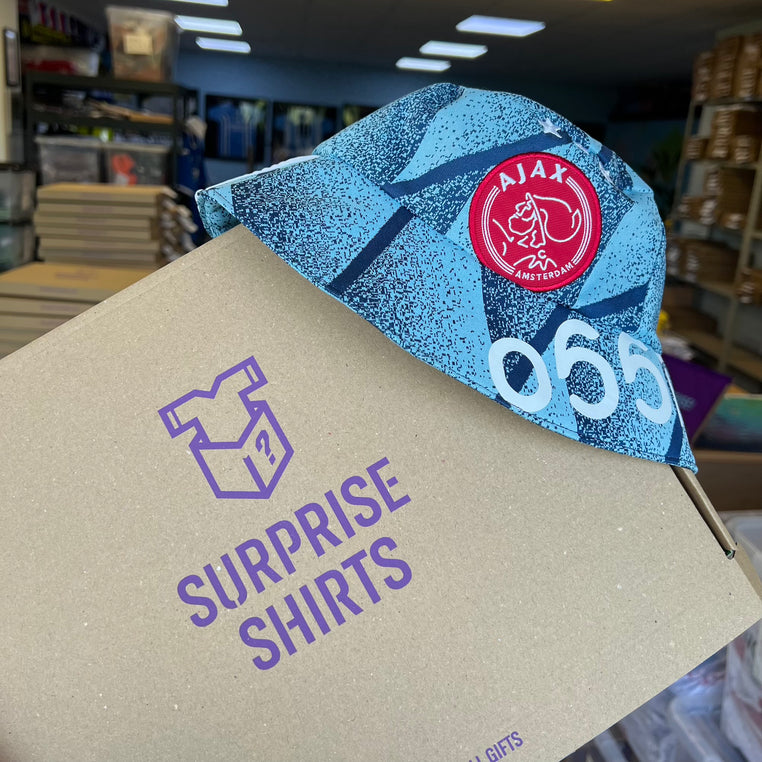 AJAX
AMSTERDAM
055
?
SURPRISE
SHIRTS
GIFTS